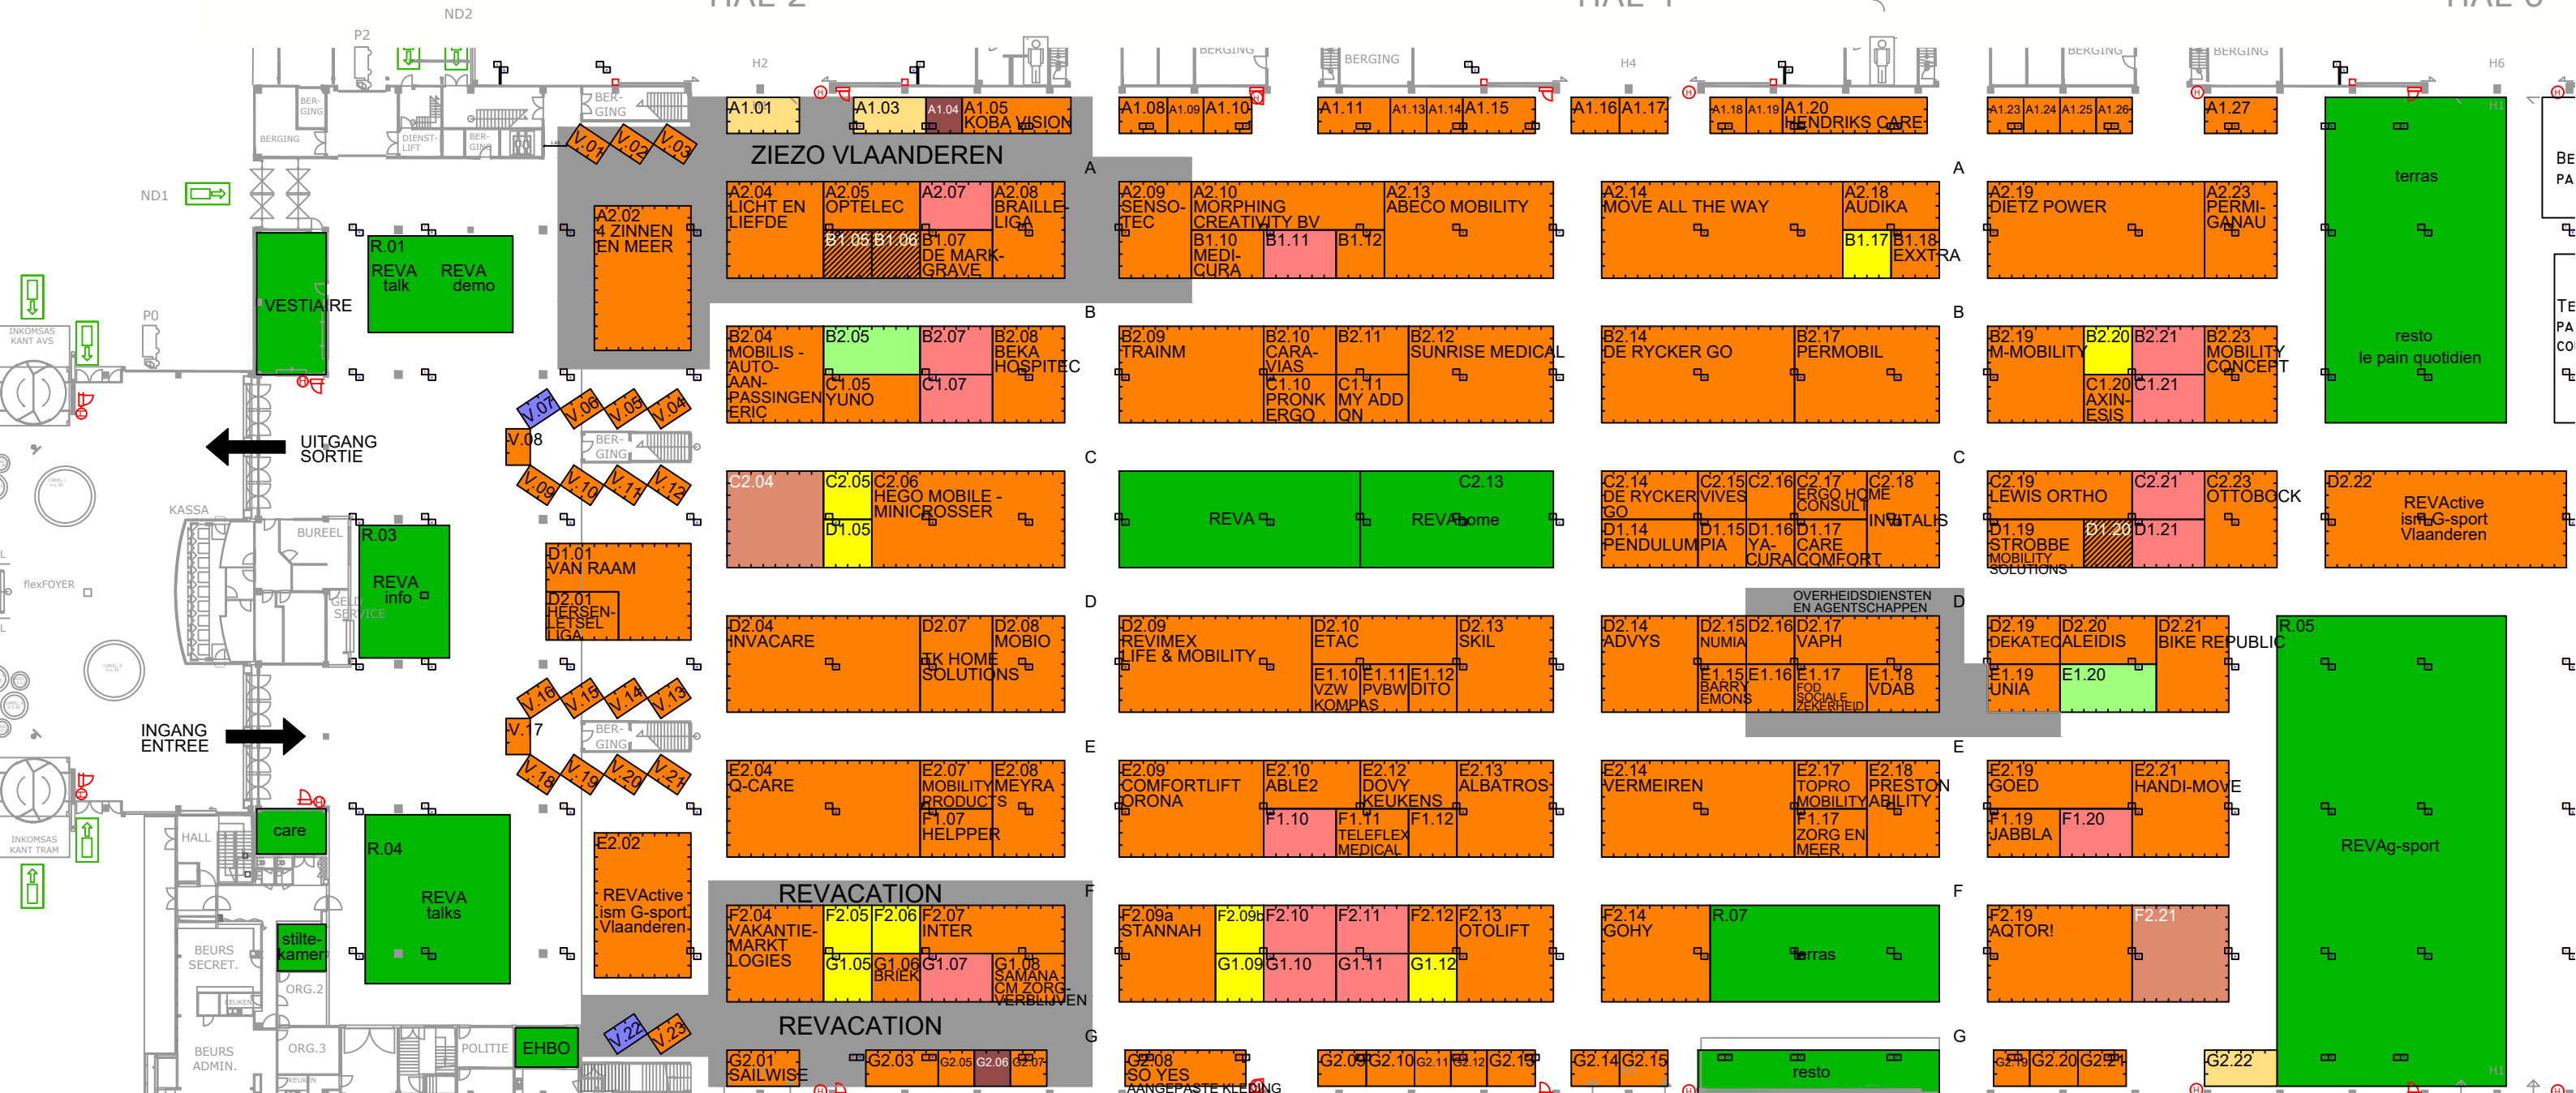 ND2
P2
H2
BERGING
BERGING
H4
BERGING
BERGING
H6
BER-
GING
BERGING
DIENST-
LIFT
BER-
GING
BER-
GING
V.01
V.02
V.03
A1.01
A1.03
A1.04
A1.05
KOBA VISION
A1.08
A1.09
A1.10
A1.11
A1.13
A1.14
A1.15
A1.16
A1.17
A1.18
A1.19
A1.20
HENDRIKS CARE
A1.23
A1.24
A1.25
A1.26
A1.27
H1
ZIEZO VLAANDEREN
A
A
ND1
A2.02
4 ZINNEN
EN MEER
A2.04
LICHT EN
LIEFDE
A2.05
OPTELEC
A2.07
A2.08
BRAILLE-
LIGA
B1.05
B1.06
B1.07
DE MARK-
GRAVE
A2.09
SENSO-
TEC
A2.10
MORPHING
CREATIVITY BV
B1.10
MEDI-
CURA
B1.11
B1.12
A2.13
ABECO MOBILITY
A2.14
MOVE ALL THE WAY
A2.18
AUDIKA
B1.17
B1.18
EXXTRA
A2.19
DIETZ POWER
A2.23
PERMI-
GANAU
terras
resto
le pain quotidien
R.01
REVA
talk
REVA
demo
VESTIAIRE
INKOMSAS
KANT AVS
P0
B
B
B2.04
MOBILIS -
AUTO-
AAN-
PASSINGEN
ERIC
B2.05
C1.05
YUNO
B2.07
C1.07
B2.08
BEKA
HOSPITEC
B2.09
TRAINM
B2.10
CARA-
VIAS
C1.10
PRONK
ERGO
B2.11
C1.11
MY ADD
ON
B2.12
SUNRISE MEDICAL
B2.14
DE RYCKER GO
B2.17
PERMOBIL
B2.19
M-MOBILITY
B2.20
C1.20
AXIN-
ESIS
B2.21
C1.21
B2.23
MOBILITY
CONCEPT
V.07
V.06
V.05
V.04
V.08
BER-
GING
V.09
V.10
V.11
V.12
UITGANG
SORTIE
C
C
C2.04
C2.05
D1.05
C2.06
HEGO MOBILE -
MINICROSSER
REVA
C2.13
REVAhome
C2.14
DE RYCKER
GO
D1.14
PENDULUM
C2.15
VIVES
D1.15
PIA
C2.16
D1.16
YA-
CURA
C2.17
ERGO HOME
CONSULT
D1.17
CARE
COMFORT
C2.18
INVITALIS
C2.19
LEWIS ORTHO
D1.19
STROBBE
MOBILITY
SOLUTIONS
D1.20
C2.21
D1.21
C2.23
OTTOBOCK
D2.22
REVActive
ism G-sport
Vlaanderen
KASSA
BUREEL
R.03
REVA
info
GELD
SERVICE
flexFOYER
D1.01
VAN RAAM
D2.01
HERSEN-
LETSEL
LIGA
D
D
OVERHEIDSDIENSTEN
EN AGENTSCHAPPEN
D2.04
INVACARE
D2.07
TK HOME
SOLUTIONS
D2.08
MOBIO
D2.09
REVIMEX
LIFE & MOBILITY
D2.10
ETAC
E1.10
VZW
KOMPAS
E1.11
PVBW
E1.12
DITO
D2.13
SKIL
D2.14
ADVYS
D2.15
NUMIA
E1.15
BARRY
EMONS
D2.16
E1.16
D2.17
VAPH
E1.17
FOD
SOCIALE
ZEKERHEID
E1.18
VDAB
D2.19
DEKATEC
E1.19
UNIA
D2.20
ALEIDIS
E1.20
D2.21
BIKE REPUBLIC
R.05
REVAg-sport
V.16
V.15
V.14
V.13
V.17
BER-
GING
V.18
V.19
V.20
V.21
INGANG
ENTREE
E
E
E2.04
Q-CARE
E2.07
MOBILITY
PRODUCTS
F1.07
HELPPER
E2.08
MEYRA
E2.09
COMFORTLIFT
ORONA
E2.10
ABLE2
F1.10
E2.12
DOVY
KEUKENS
F1.11
TELEFLEX
MEDICAL
F1.12
E2.13
ALBATROS
E2.14
VERMEIREN
E2.17
TOPRO
MOBILITY
F1.17
ZORG EN
MEER
E2.18
PRESTON
ABILITY
E2.19
GOED
F1.19
JABBLA
F1.20
E2.21
HANDI-MOVE
INKOMSAS
KANT TRAM
HALL
care
R.04
REVA
talks
E2.02
REVActive
ism G-sport
Vlaanderen
stilte-
kamer
BEURS
SECRET.
KEUKEN
ORG.2
REVACATION
F
F
F2.04
VAKANTIE-
MARKT
LOGIES
F2.05
F2.06
F2.07
INTER
G1.05
G1.06
BRIEK
G1.07
G1.08
SAMANA
CM ZORG-
VERBLIJVEN
F2.09a
STANNAH
F2.09b
G1.09
F2.10
G1.10
F2.11
G1.11
F2.12
G1.12
F2.13
OTOLIFT
F2.14
GOHY
R.07
terras
F2.19
AQTOR!
F2.21
REVACATION
G
G
V.22
V.23
EHBO
POLITIE
ORG.3
BEURS
ADMIN.
KEUKEN
G2.01
SAILWISE
G2.03
G2.05
G2.06
G2.07
G2.08
SO YES
AANGEPASTE KLEDING
G2.09
G2.10
G2.11
G2.12
G2.13
G2.14
G2.15
resto
G2.19
G2.20
G2.21
G2.22
H1